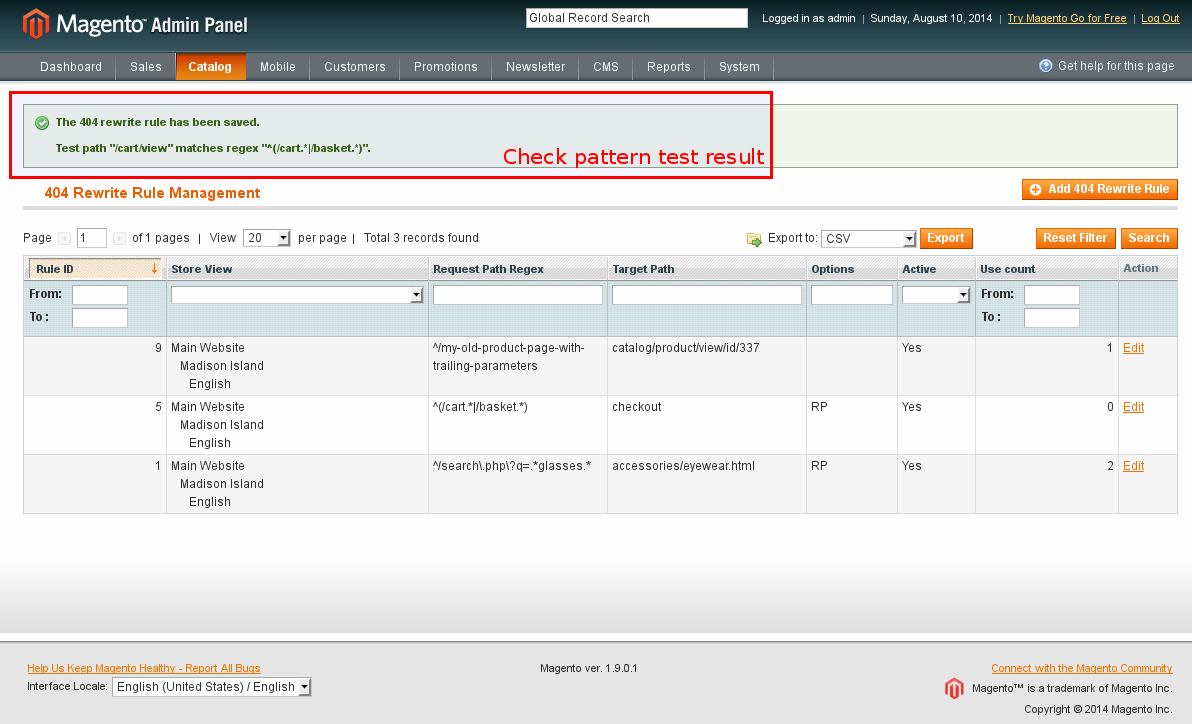 Magento™ Admin Panel
Global Record Search
Logged in as admin | Sunday, August 10, 2014 | Try Magento Go for Free | Log Out
Dashboard Sales Catalog Mobile Customers Promotions Newsletter CMS Reports System
Get help for this page
The 404 rewrite rule has been saved.
Test path "/cart/view" matches regex "^(/cart.*|/basket.*)".
Check pattern test result
404 Rewrite Rule Management
Add 404 Rewrite Rule
Page 1 of 1 pages | View 20 per page | Total 3 records found
Export to: CSV Export Reset Filter Search
Rule ID Store View Request Path Regex Target Path Options Active Use count Action
From: From:
To : To :
9 Main Website ^/my-old-product-page-with- catalog/product/view/id/337 Yes 1 Edit
Madison Island trailing-parameters
English
5 Main Website ^(/cart.*|/basket.*) checkout RP Yes 0 Edit
Madison Island
English
1 Main Website ^/search\.php\?q=.*glasses.* accessories/eyewear.html RP Yes 2 Edit
Madison Island
English
Help Us Keep Magento Healthy - Report All Bugs
Interface Locale: English (United States) / English
Magento ver. 1.9.0.1
Connect with the Magento Community
Magento™ is a trademark of Magento Inc.
Copyright © 2014 Magento Inc.